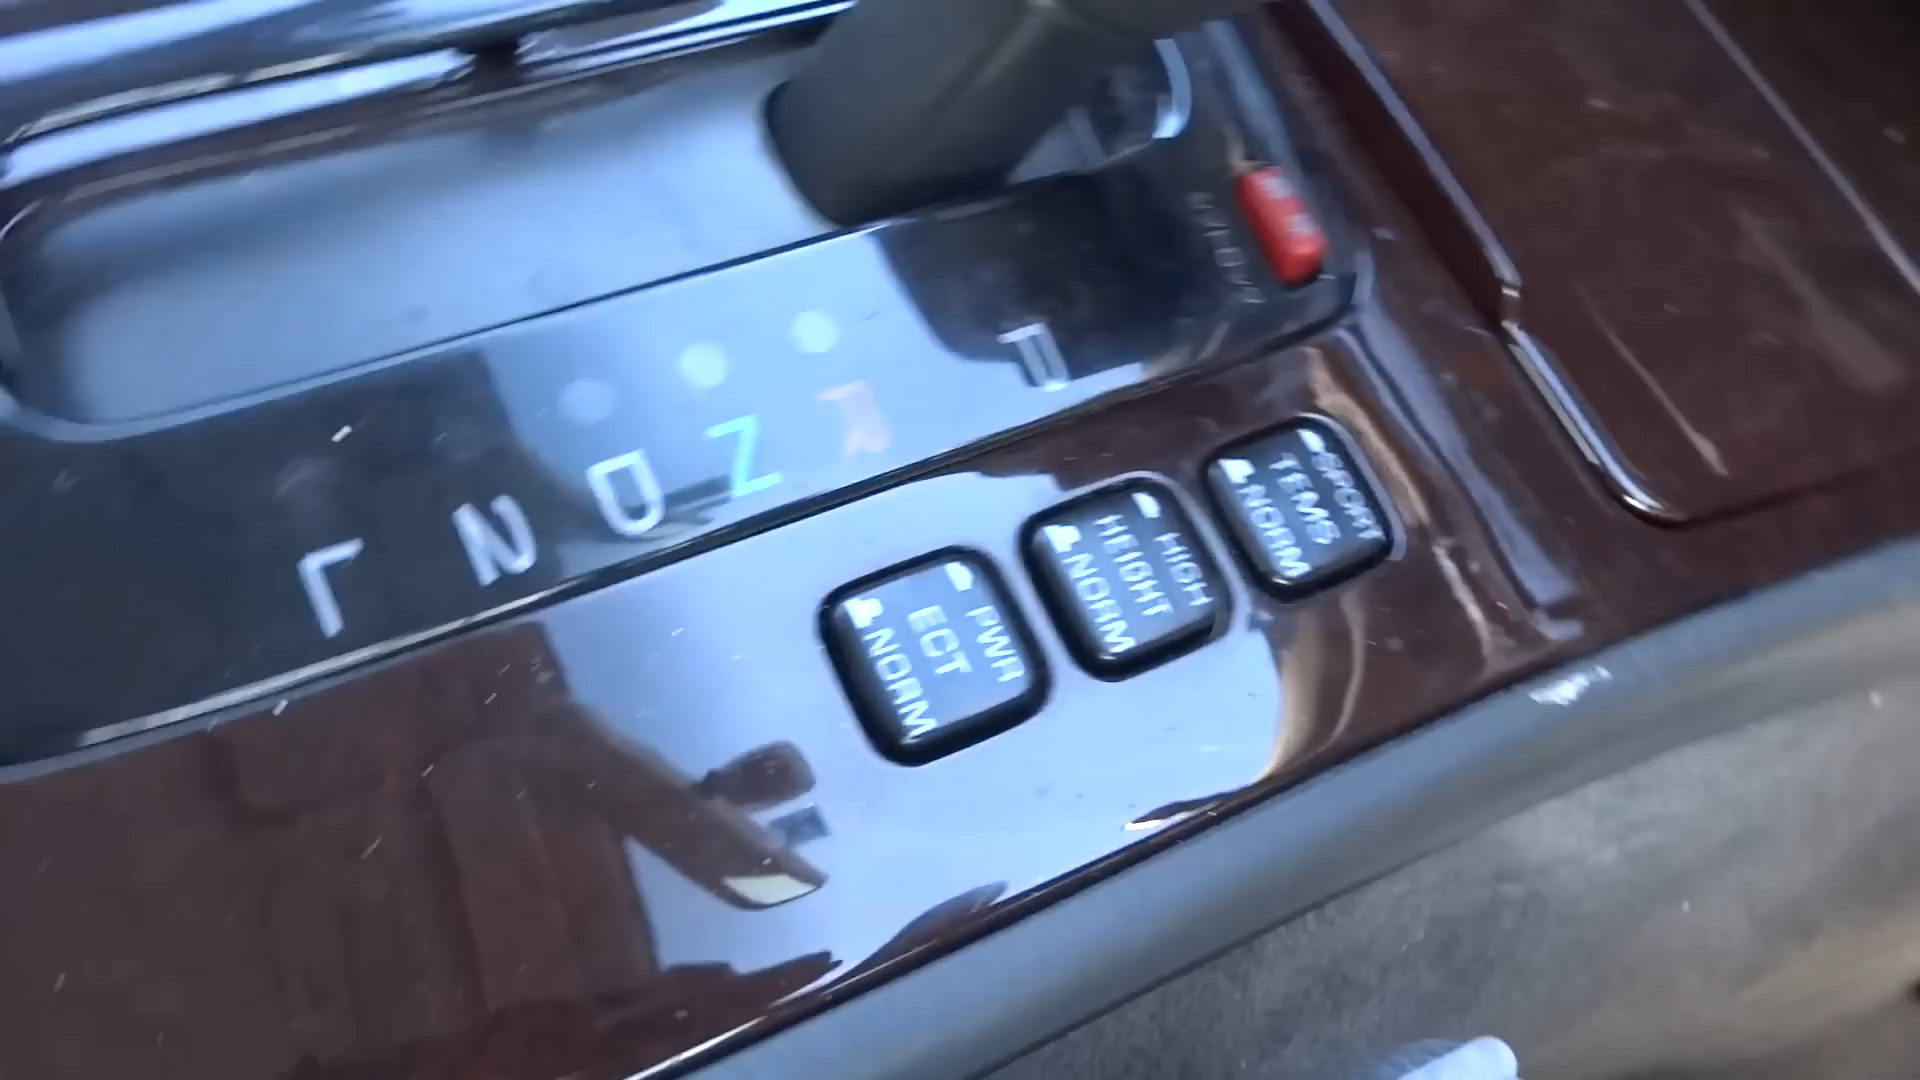 P
R
N
D
2
L
SPORT
TEMS
NORM
HIGH
HEIGHT
NORM
PWR
ECT
NORM